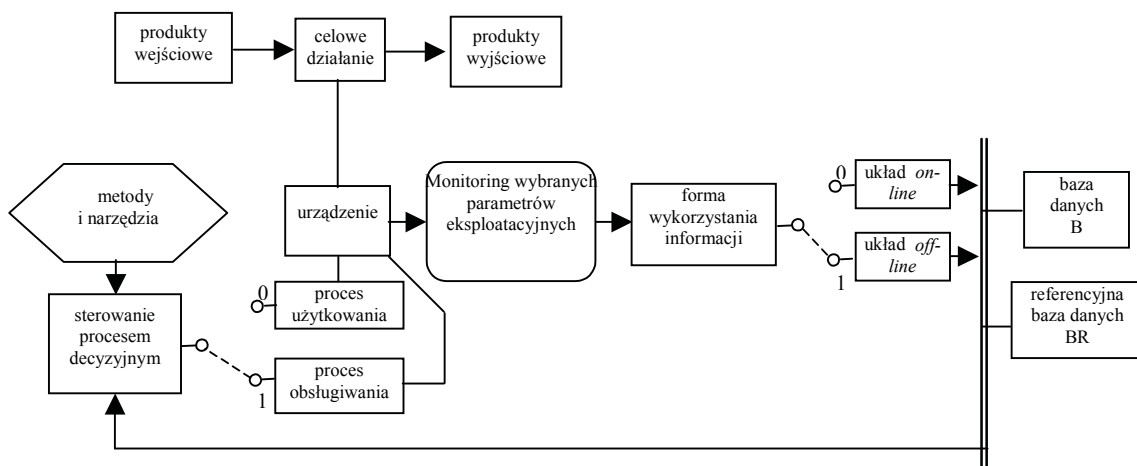 produkty
wejściowe
celowe
działanie
produkty
wyjściowe
metody
i narzędzia
urządzenie
Monitoring wybranych
parametrów
eksploatacyjnych
forma
wykorzystania
informacji
0
układ on-
line
układ off-
line
1
baza
danych
B
referencyjna
baza danych
BR
sterowanie
procesem
decyzyjnym
0
proces
użytkowania
proces
obsługiwania
1